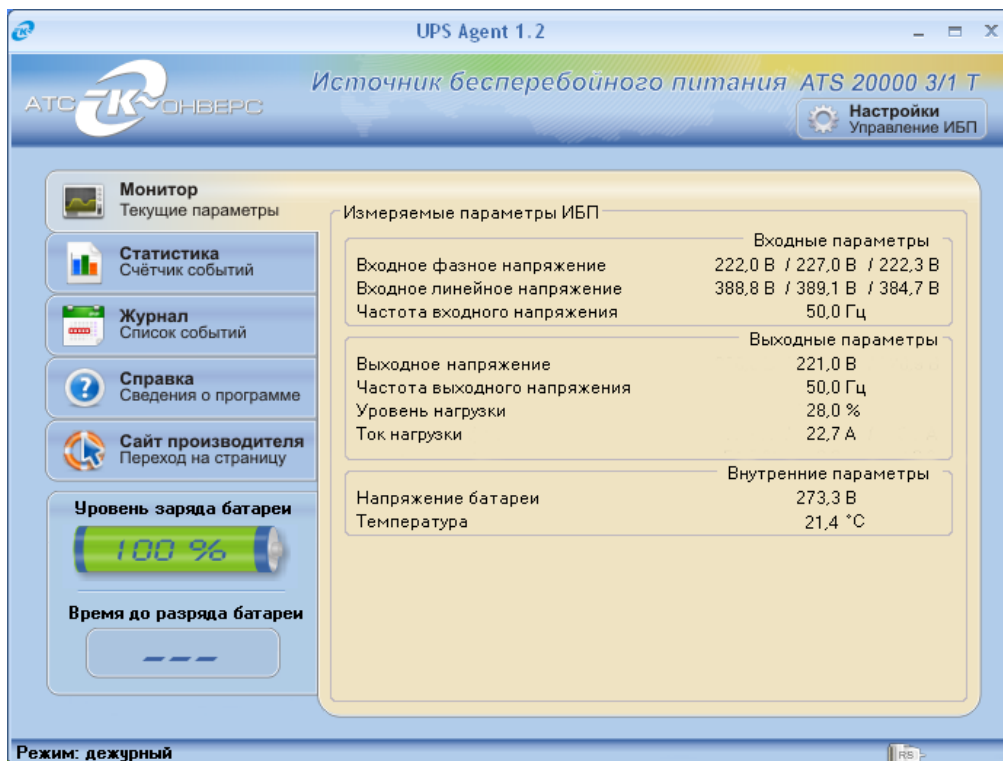 UPS Agent 1.2
АТС КОНВЕРС
Источник бесперебойного питания ATS 20000 3/1 T
Настройки
Управление ИБП
Монитор
Текущие параметры
Статистика
Счётчик событий
Журнал
Список событий
Справка
Сведения о программе
Сайт производителя
Переход на страницу
Уровень заряда батареи
100 %
Время до разряда батареи
---
Измеряемые параметры ИБП
Входные параметры
Входное фазное напряжение 222,0 В / 227,0 В / 222,3 В
Входное линейное напряжение 388,8 В / 389,1 В / 384,7 В
Частота входного напряжения 50,0 Гц
Выходные параметры
Выходное напряжение 221,0 В
Частота выходного напряжения 50,0 Гц
Уровень нагрузки 28,0 %
Ток нагрузки 22,7 А
Внутренние параметры
Напряжение батареи 273,3 В
Температура 21,4 °C
Режим: дежурный
RS